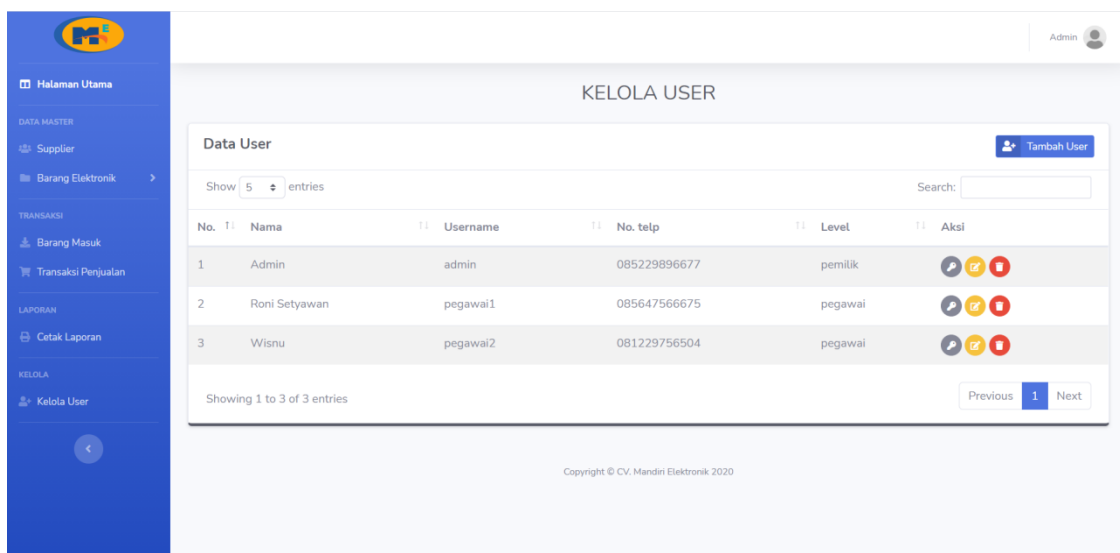 M E
Admin
Halaman Utama
KELOLA USER
DATA MASTER
Supplier
Barang Elektronik
TRANSAKSI
Barang Masuk
Transaksi Penjualan
LAPORAN
Cetak Laporan
KELOLA
Kelola User
Data User
Tambah User
Show 5 entries
Search:
No. Nama Username No. telp Level Aksi
1 Admin admin 085229896677 pemilik
2 Roni Setyawan pegawai1 085647566675 pegawai
3 Wisnu pegawai2 081229756504 pegawai
Showing 1 to 3 of 3 entries
Previous 1 Next
Copyright © CV. Mandiri Elektronik 2020